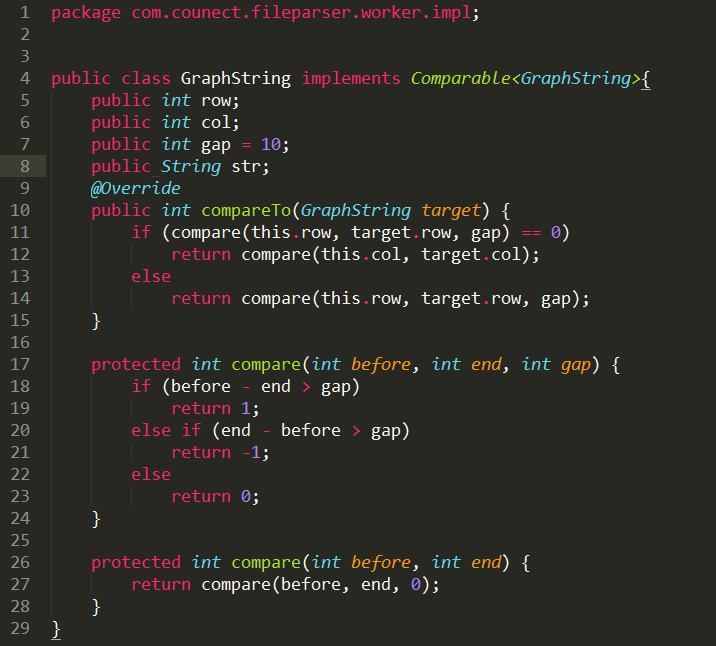 1 package com.counect.fileparser.worker.impl;
2
3
4 public class GraphString implements Comparable<GraphString>{
5     public int row;
6     public int col;
7     public int gap = 10;
8     public String str;
9     @Override
10     public int compareTo(GraphString target) {
11         if (compare(this.row, target.row, gap) == 0)
12             return compare(this.col, target.col);
13         else
14             return compare(this.row, target.row, gap);
15     }
16
17     protected int compare(int before, int end, int gap) {
18         if (before - end > gap)
19             return 1;
20         else if (end - before > gap)
21             return -1;
22         else
23             return 0;
24     }
25
26     protected int compare(int before, int end) {
27         return compare(before, end, 0);
28     }
29 }